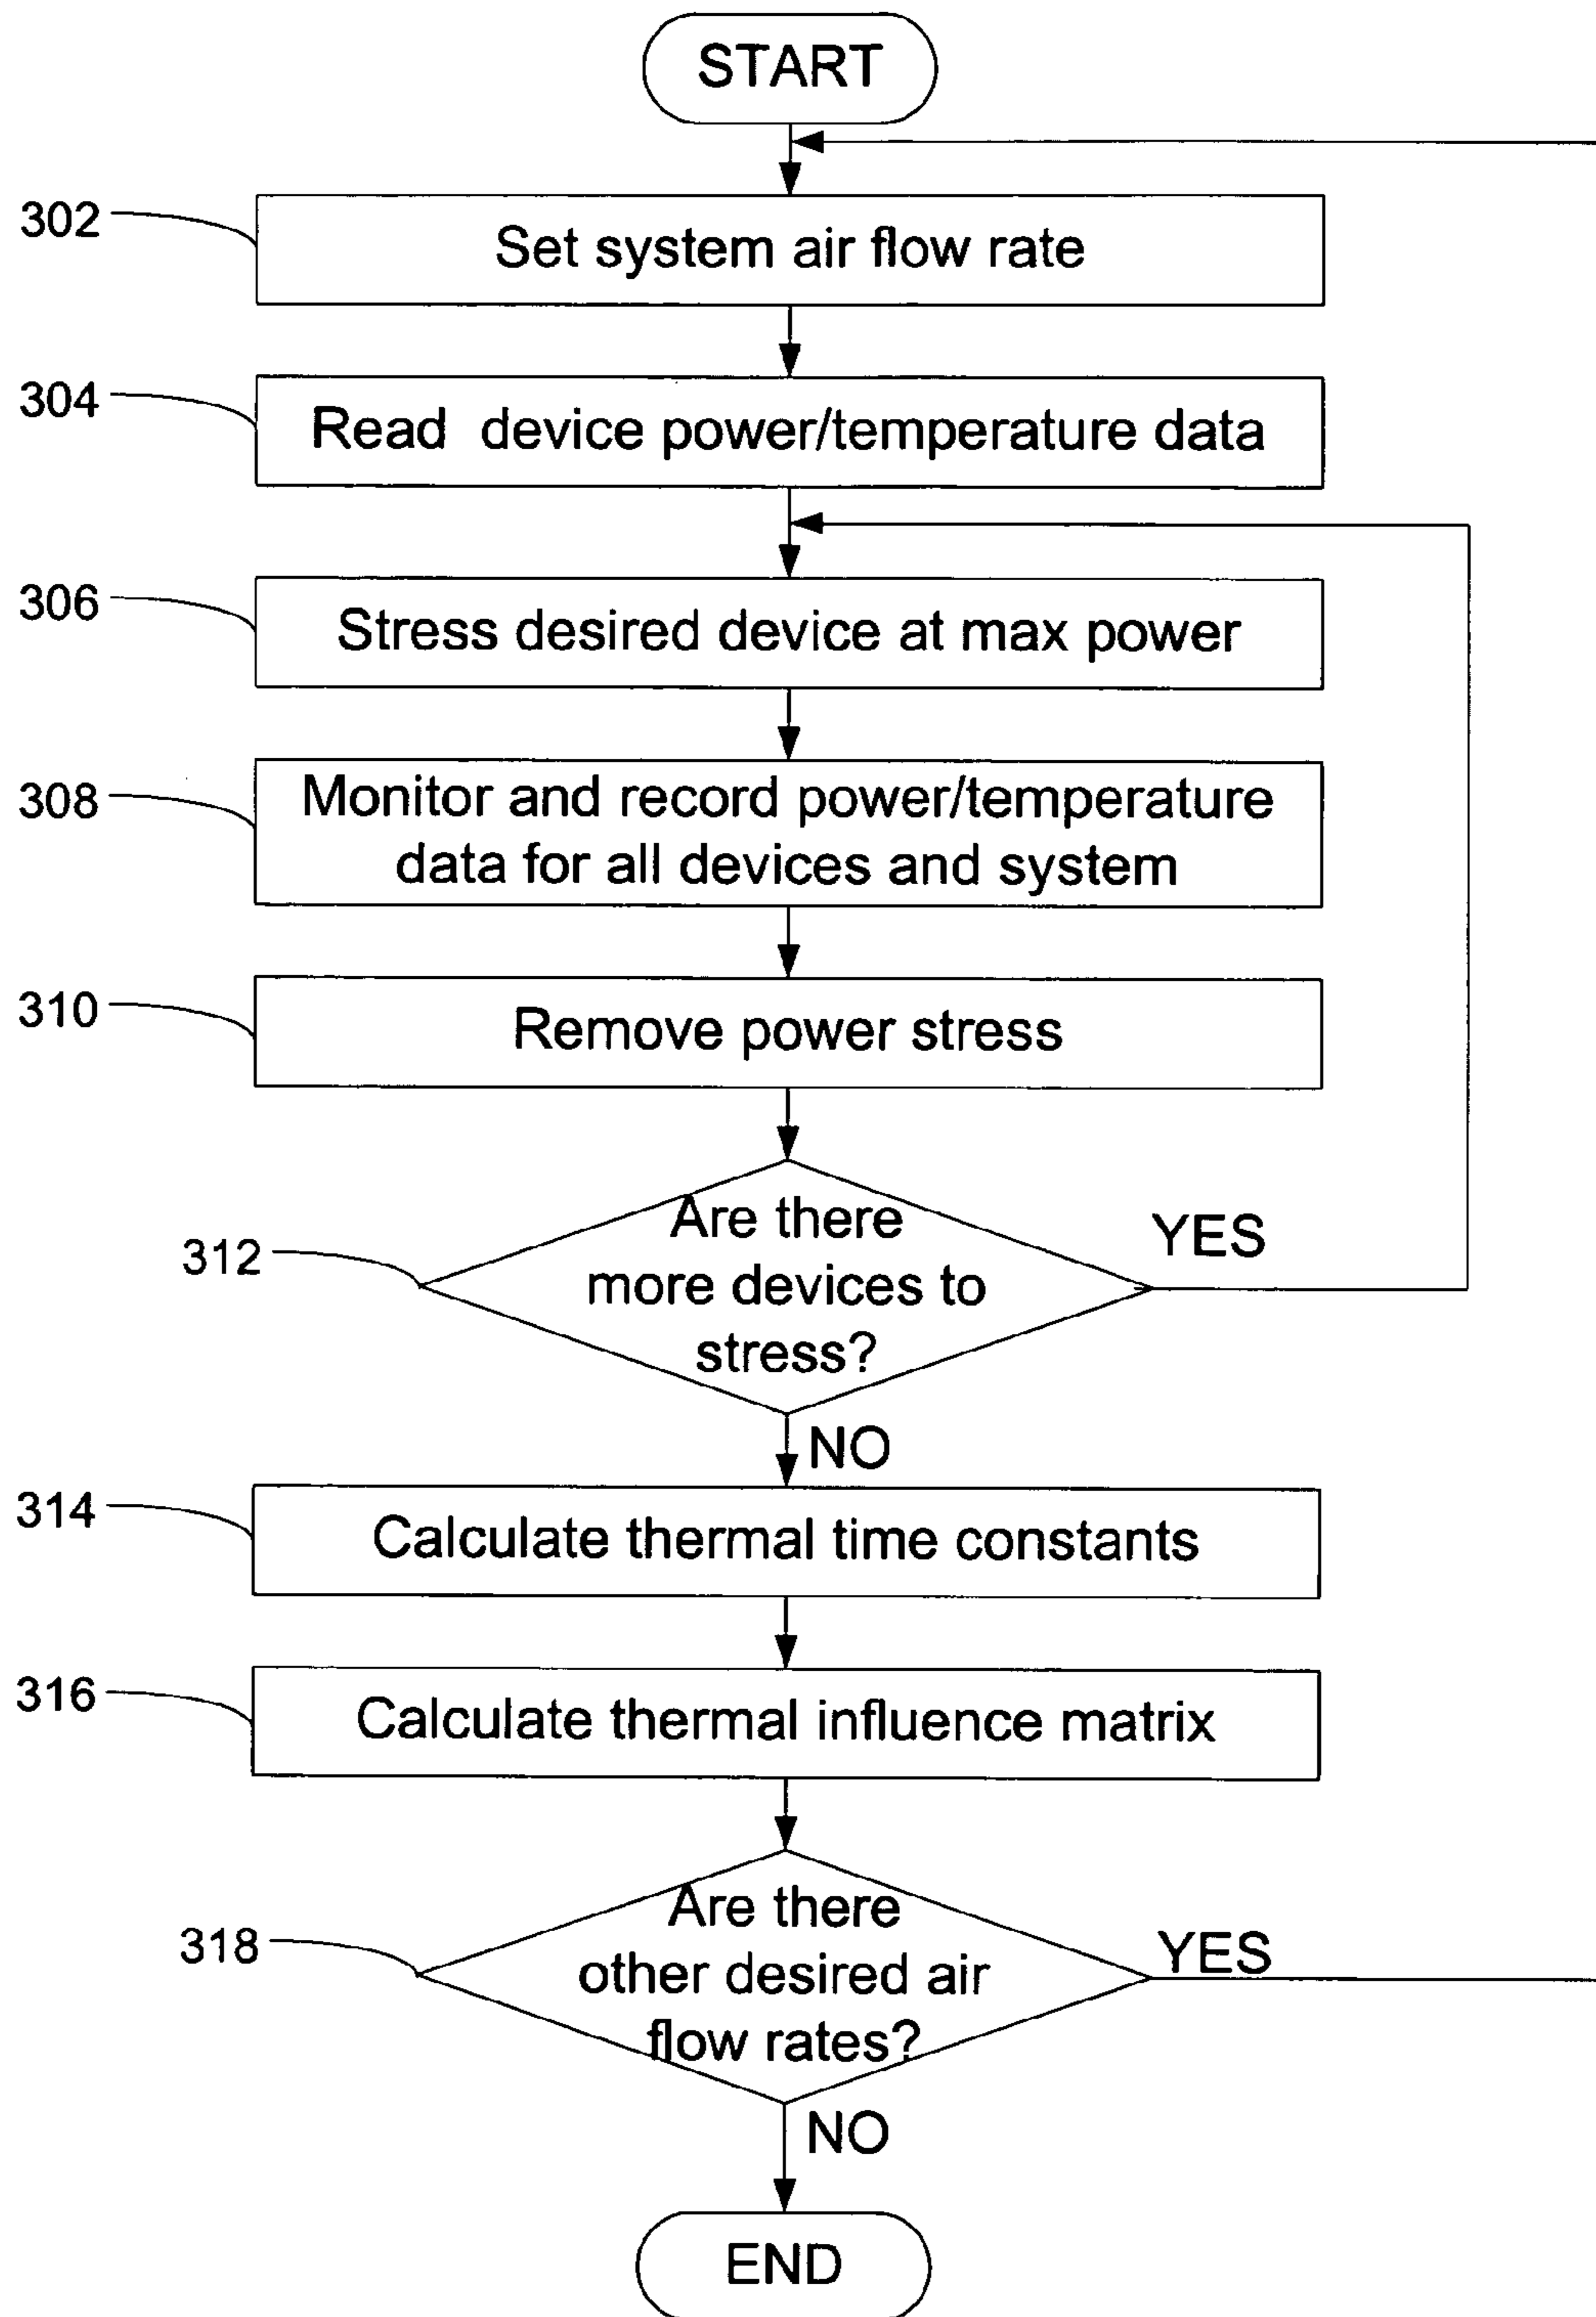 START
302
Set system air flow rate
304
Read device power/temperature data
306
Stress desired device at max power
308
Monitor and record power/temperature
data for all devices and system
310
Remove power stress
312
Are there
more devices to
stress?
YES
NO
314
Calculate thermal time constants
316
Calculate thermal influence matrix
318
Are there
other desired air
flow rates?
YES
NO
END